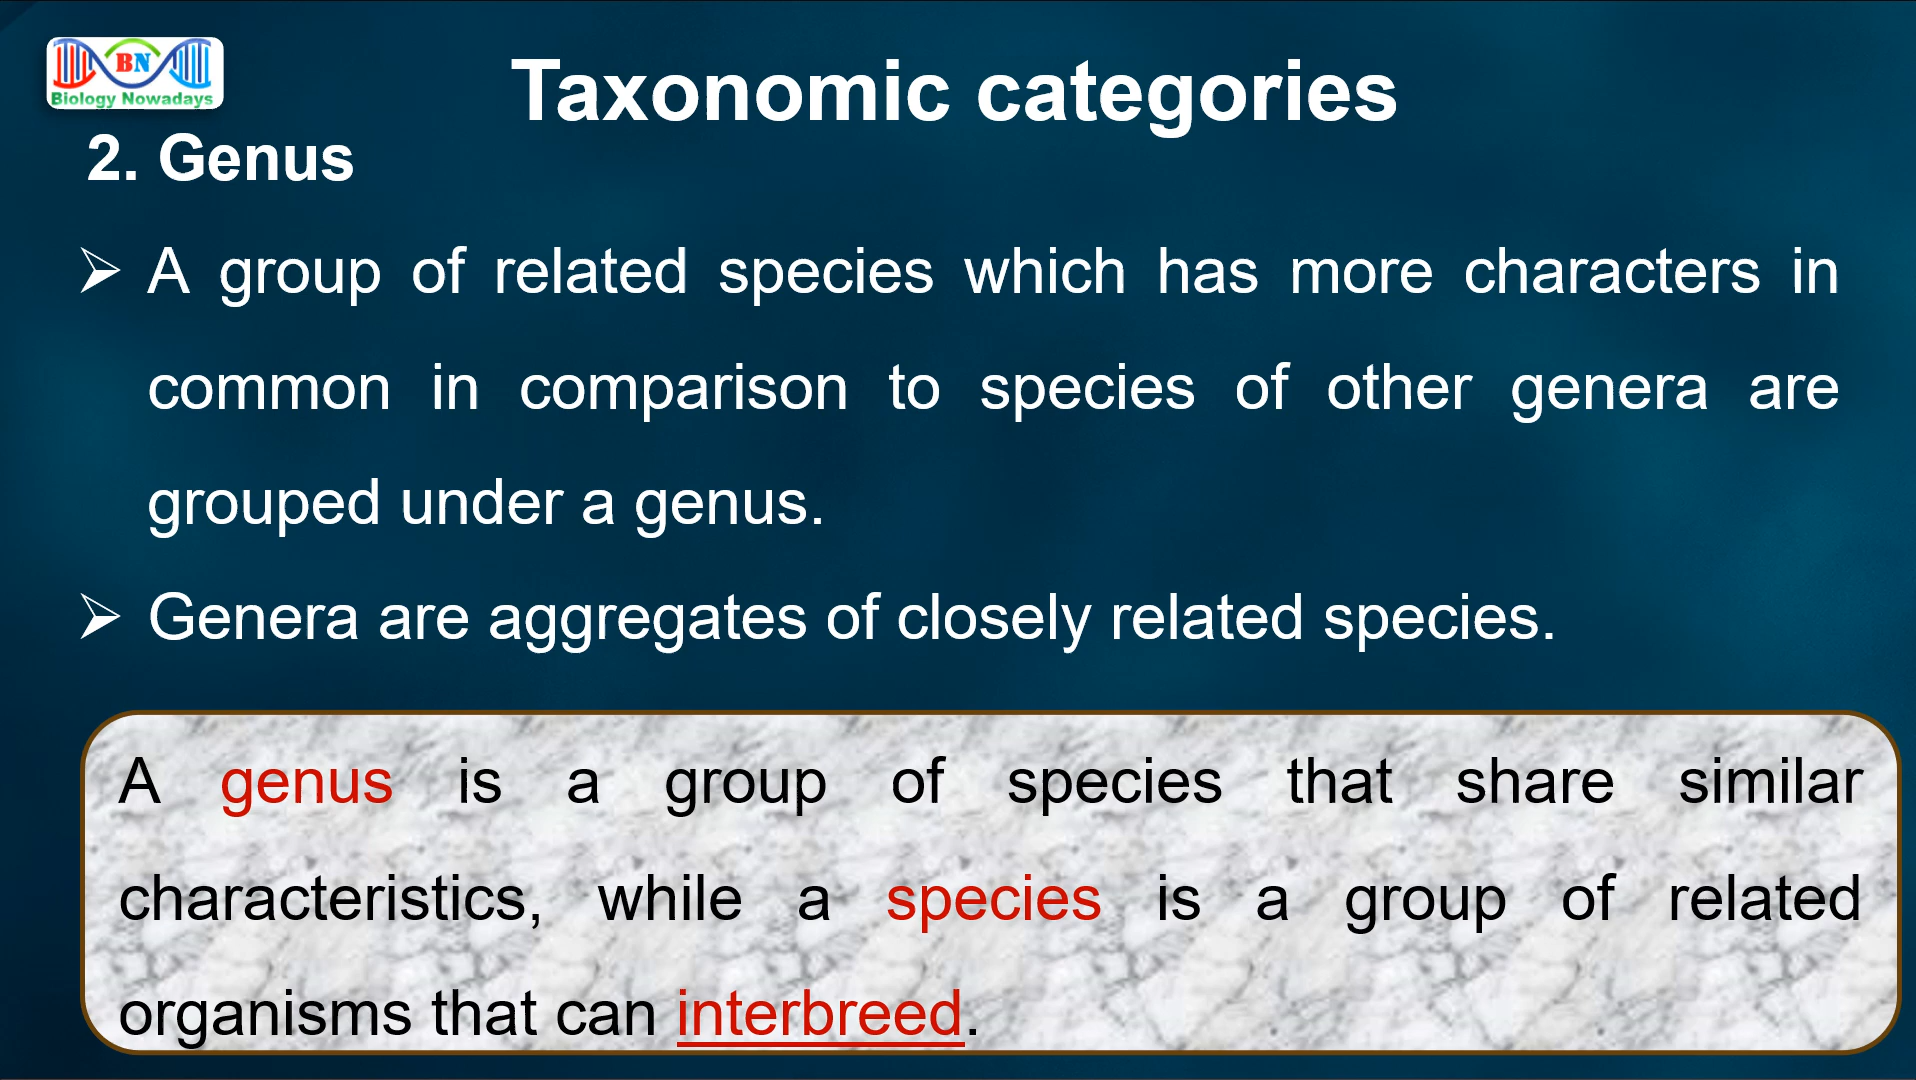 BN
Biology Nowadays
Taxonomic categories
2. Genus
➢ A group of related species which has more characters in
common in comparison to species of other genera are
grouped under a genus.
➢ Genera are aggregates of closely related species.
A genus is a group of species that share similar
characteristics, while a species is a group of related
organisms that can interbreed.